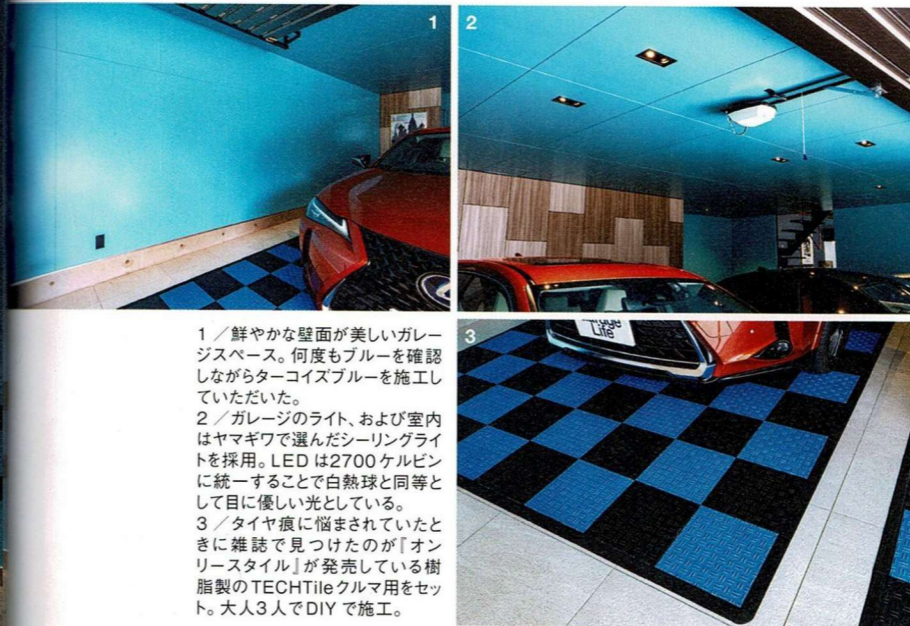 1
2
3
Life
1／鮮やかな壁面が美しいガレー
ジスペース。何度もブルーを確認
しながらターコイズブルーを施工し
ていただいた。
2／ガレージのライト、および室内
はヤマギワで選んだシーリングライ
トを採用。LEDは2700ケルビン
に統一することで白熱球と同等と
して目に優しい光としている。
3／タイヤ痕に悩まされていたと
きに雑誌で見つけたのが『オン
リースタイル』が発売している樹
脂製のTECHTileクルマ用をセッ
ト。大人3人でDIYで施工。